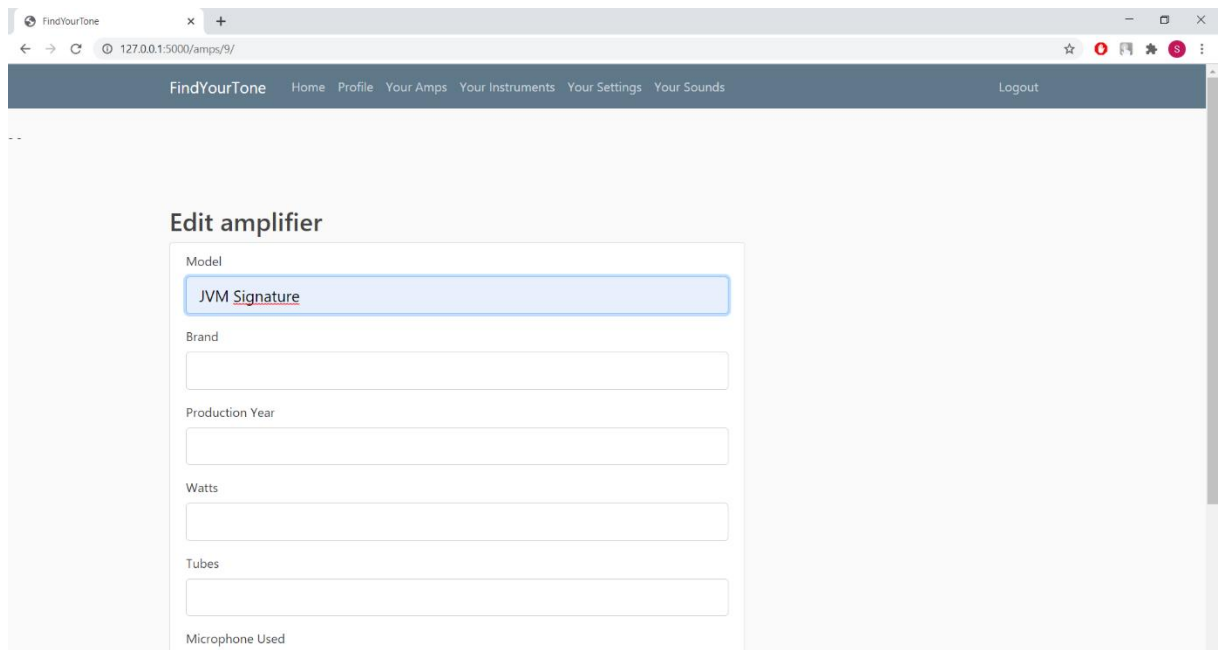 FindYourTone
127.0.0.1:5000/amps/9/
S
FindYourTone Home Profile Your Amps Your Instruments Your Settings Your Sounds Logout
- -
Edit amplifier
Model
JVM Signature
Brand
Production Year
Watts
Tubes
Microphone Used